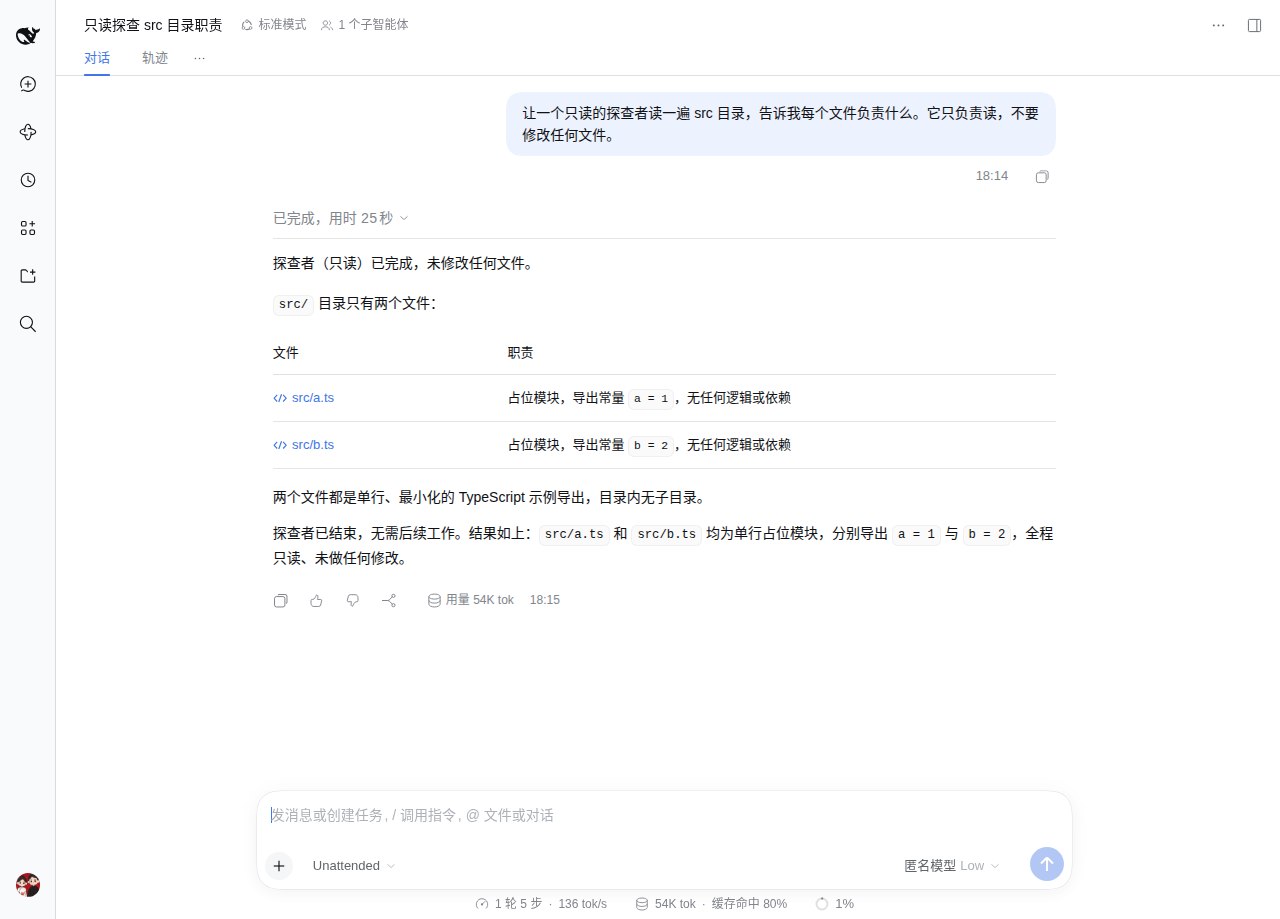 只读探查 src 目录职责 标准模式 1 个子智能体
对话 轨迹 ···
让一个只读的探查者读一遍 src 目录，告诉我每个文件负责什么。它只负责读，不要
修改任何文件。
18:14
已完成，用时 25 秒
探查者（只读）已完成，未修改任何文件。
src/ 目录只有两个文件：
文件 职责
src/a.ts 占位模块，导出常量 a = 1，无任何逻辑或依赖
src/b.ts 占位模块，导出常量 b = 2，无任何逻辑或依赖
两个文件都是单行、最小化的 TypeScript 示例导出，目录内无子目录。
探查者已结束，无需后续工作。结果如上：src/a.ts 和 src/b.ts 均为单行占位模块，分别导出 a = 1 与 b = 2，全程
只读、未做任何修改。
用量 54K tok 18:15
发消息或创建任务, / 调用指令, @ 文件或对话
Unattended 匿名模型 Low
1 轮 5 步 · 136 tok/s 54K tok · 缓存命中 80% 1%